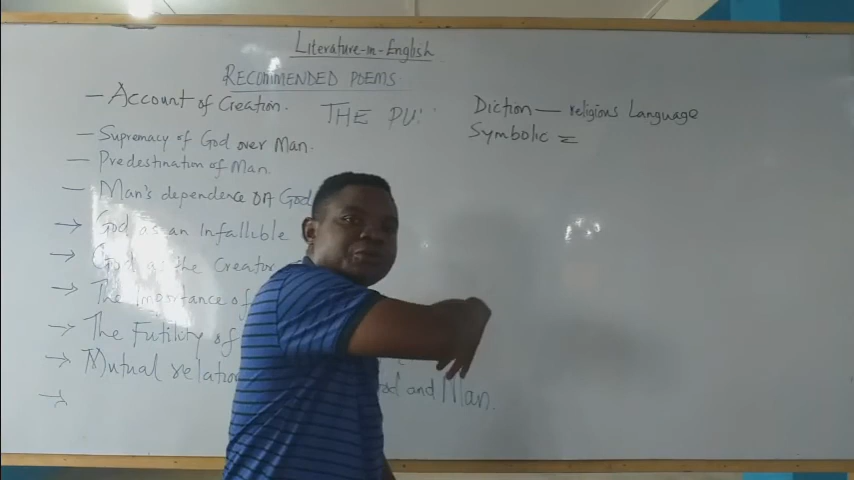 Literature-in-English
RECOMMENDED POEMS
- Account of Creation.
THE PU
- Supremacy of God over Man.
- Predestination of Man.
- Man's dependence on God
→ God as an Infallible
→ God as the Creator
→ The Importance of
→ The Futility of
→ Mutual relation God and Man.
→
Diction — religious Language
Symbolic =